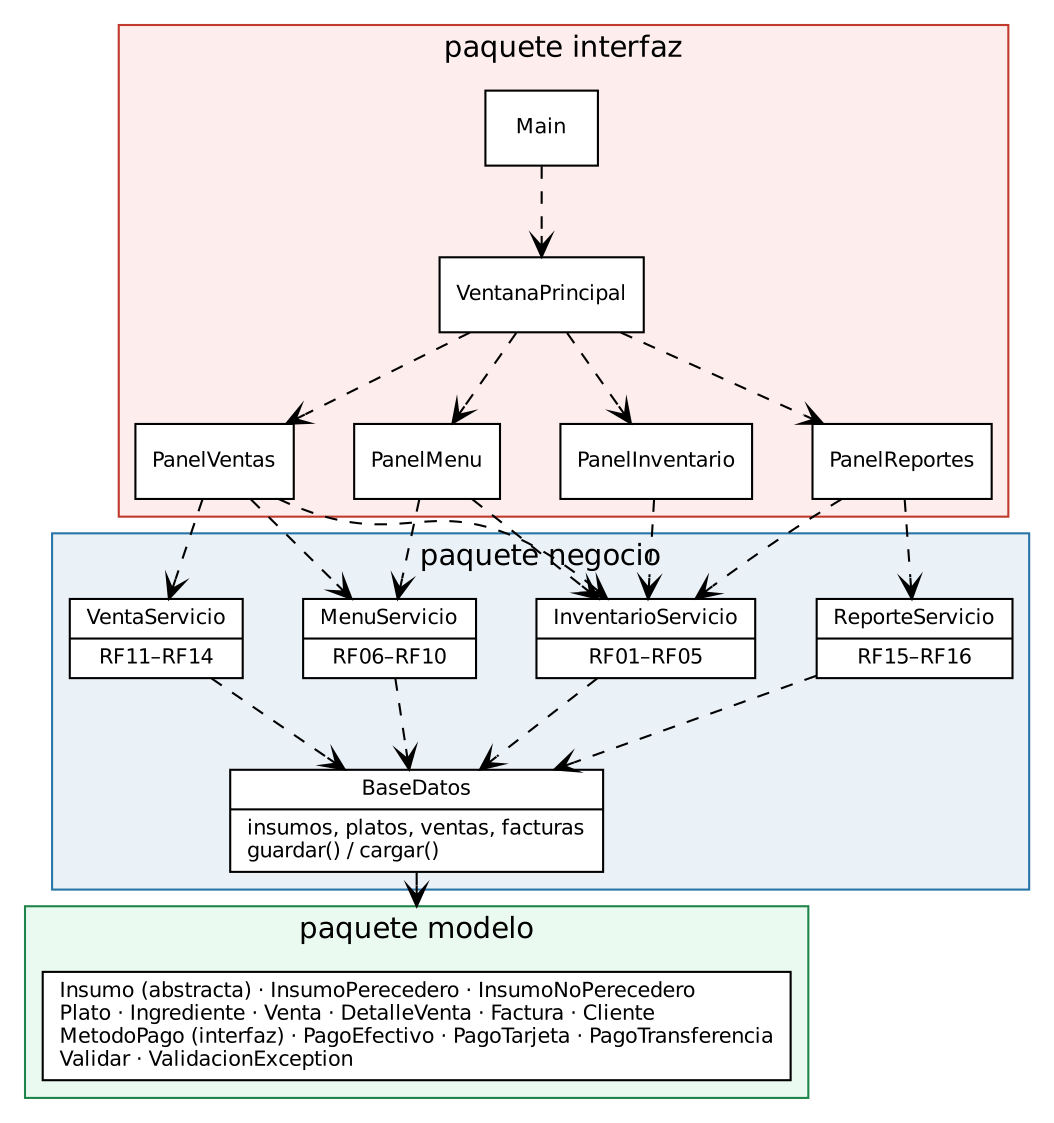 paquete interfaz
Main
VentanaPrincipal
PanelVentas
PanelMenu
PanelInventario
PanelReportes
paquete negocio
VentaServicio
RF11–RF14
MenuServicio
RF06–RF10
InventarioServicio
RF01–RF05
ReporteServicio
RF15–RF16
BaseDatos
insumos, platos, ventas, facturas
guardar() / cargar()
paquete modelo
Insumo (abstracta) · InsumoPerecedero · InsumoNoPerecedero
Plato · Ingrediente · Venta · DetalleVenta · Factura · Cliente
MetodoPago (interfaz) · PagoEfectivo · PagoTarjeta · PagoTransferencia
Validar · ValidacionException